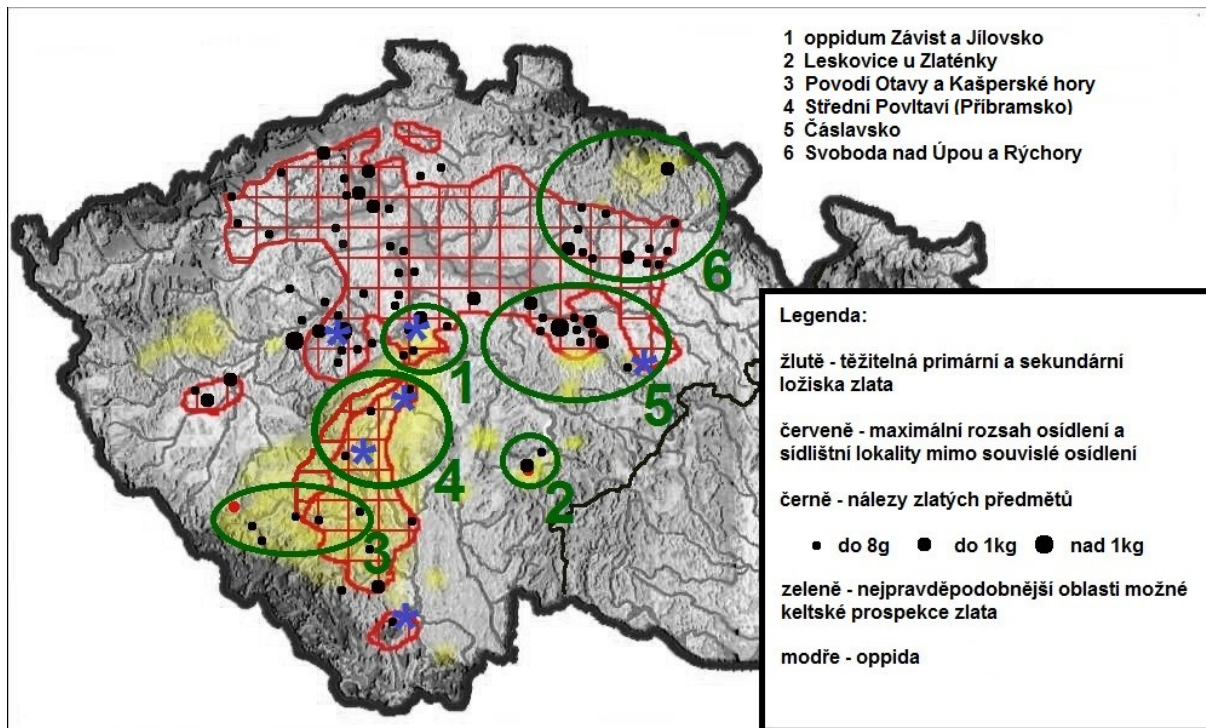 1 oppidum Závist a Jílovsko
2 Leskovice u Zlaténky
3 Povodí Otavy a Kašperské hory
4 Střední Povltaví (Příbramsko)
5 Čáslavsko
6 Svoboda nad Úpou a Rýchory
6
1
5
2
4
3
Legenda:
žlutě - těžitelná primární a sekundární
ložiska zlata
červeně - maximální rozsah osídlení a
sídlištní lokality mimo souvislé osídlení
černě - nálezy zlatých předmětů
do 8g do 1kg nad 1kg
zeleně - nejpravděpodobnější oblasti možné
keltské prospekce zlata
modře - oppida